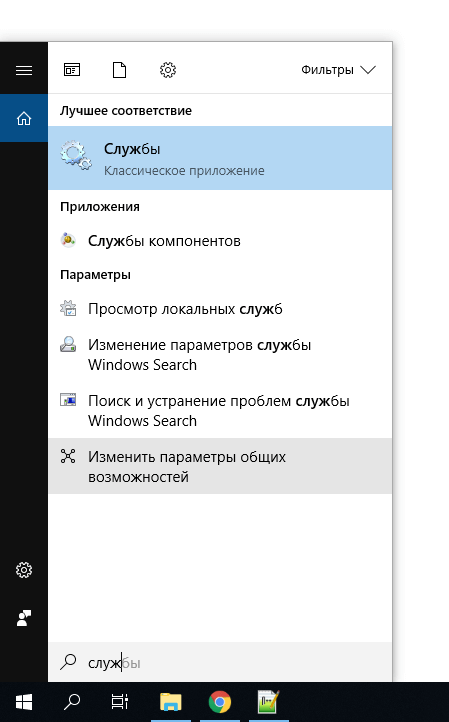 Фильтры
Лучшее соответствие
Службы
Классическое приложение
Приложения
Службы компонентов
Параметры
Просмотр локальных служб
Изменение параметров службы
Windows Search
Поиск и устранение проблем службы
Windows Search
Изменить параметры общих
возможностей
службы